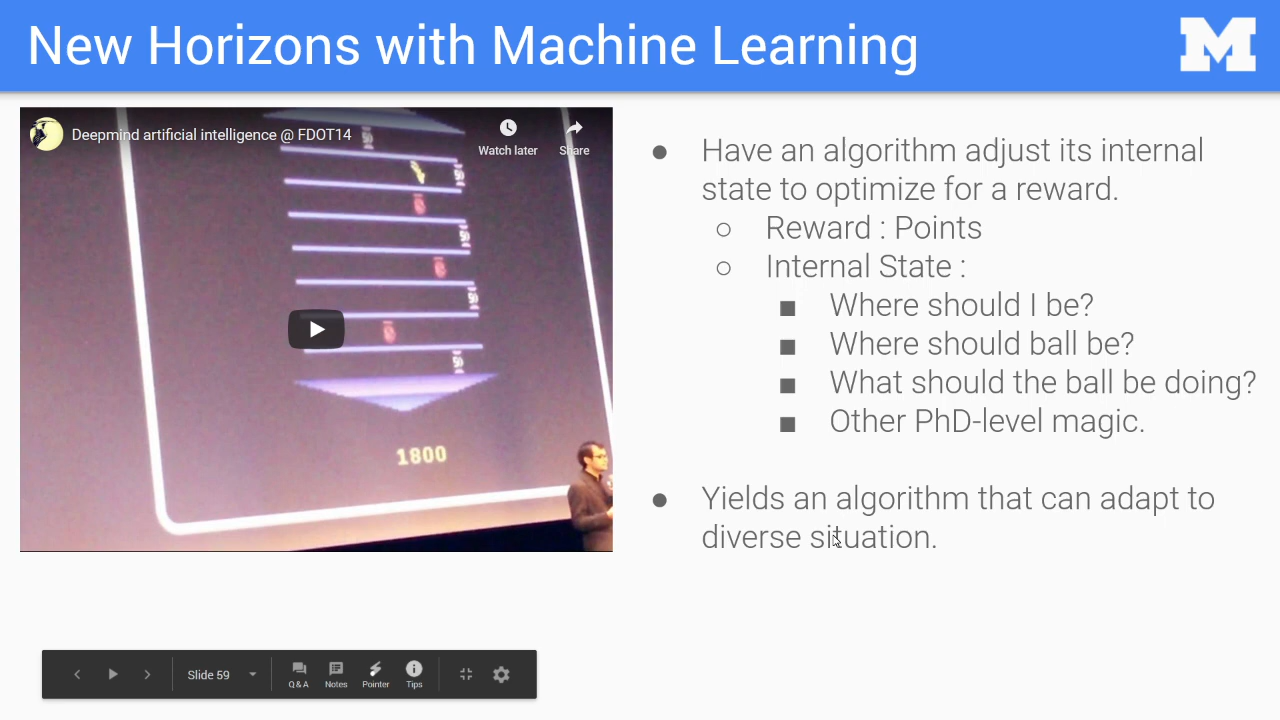 New Horizons with Machine Learning
M
Deepmind artificial intelligence @ FDOT14
Watch later
Share
1800
● Have an algorithm adjust its internal
state to optimize for a reward.
○ Reward : Points
○ Internal State :
■ Where should I be?
■ Where should ball be?
■ What should the ball be doing?
■ Other PhD-level magic.
● Yields an algorithm that can adapt to
diverse situation.
Slide 59
Q & A
Notes
Pointer
Tips